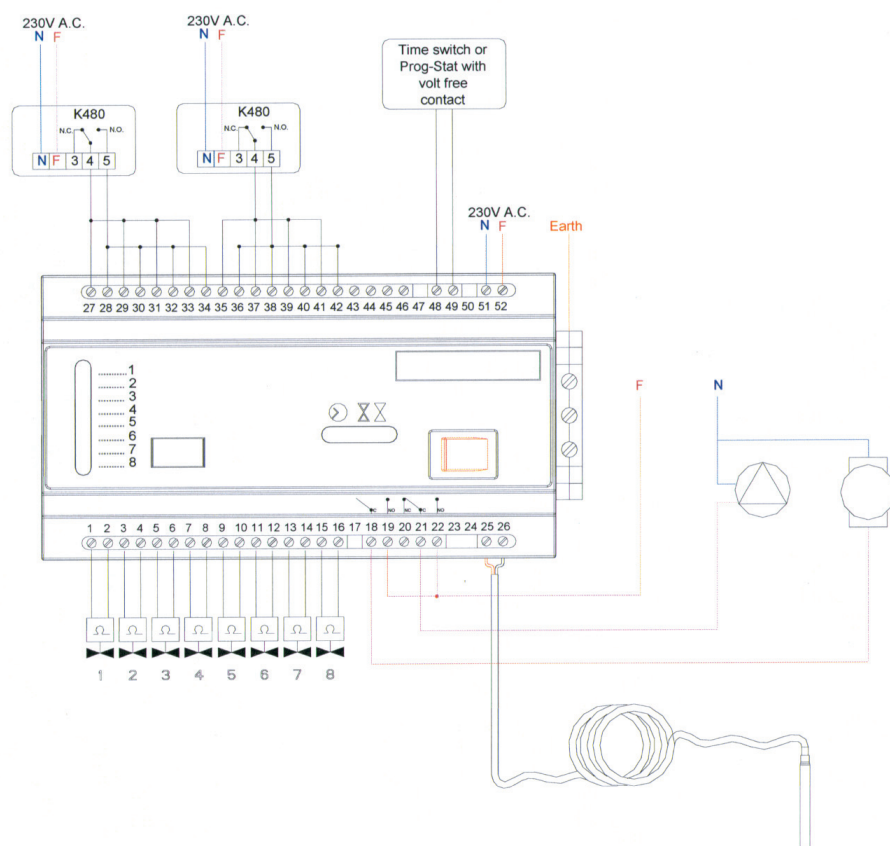 230V A.C.
N F
230V A.C.
N F
Time switch or
Prog-Stat with
volt free
contact
K480
N.C. N.O.
N F 3 4 5
K480
N.C. N.O.
N F 3 4 5
230V A.C.
N F
Earth
27 28 29 30 31 32 33 34 35 36 37 38 39 40 41 42 43 44 45 46 47 48 49 50 51 52
1
2
3
4
5
6
7
8
F N
NC NO NC NC NO
1 2 3 4 5 6 7 8 9 10 11 12 13 14 15 16 17 18 19 20 21 22 23 24 25 26
Ω Ω Ω Ω Ω Ω Ω Ω
1 2 3 4 5 6 7 8